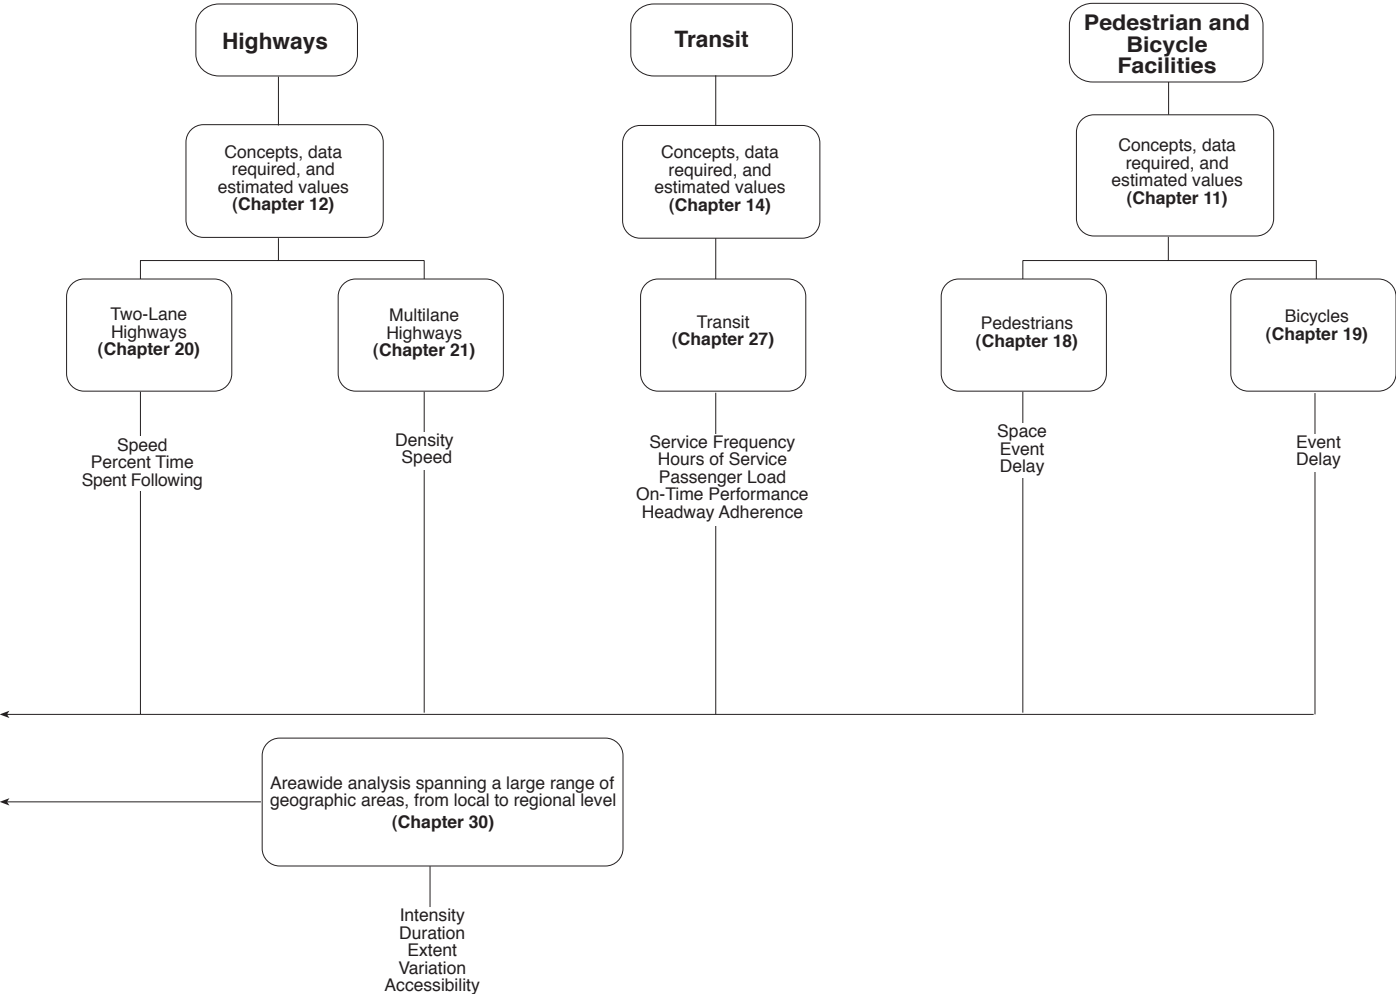 Highways
Transit
Pedestrian and
Bicycle
Facilities
Concepts, data
required, and
estimated values
(Chapter 12)
Concepts, data
required, and
estimated values
(Chapter 14)
Concepts, data
required, and
estimated values
(Chapter 11)
Two-Lane
Highways
(Chapter 20)
Multilane
Highways
(Chapter 21)
Transit
(Chapter 27)
Pedestrians
(Chapter 18)
Bicycles
(Chapter 19)
Speed
Percent Time
Spent Following
Density
Speed
Service Frequency
Hours of Service
Passenger Load
On-Time Performance
Headway Adherence
Space
Event
Delay
Event
Delay
Areawide analysis spanning a large range of
geographic areas, from local to regional level
(Chapter 30)
Intensity
Duration
Extent
Variation
Accessibility